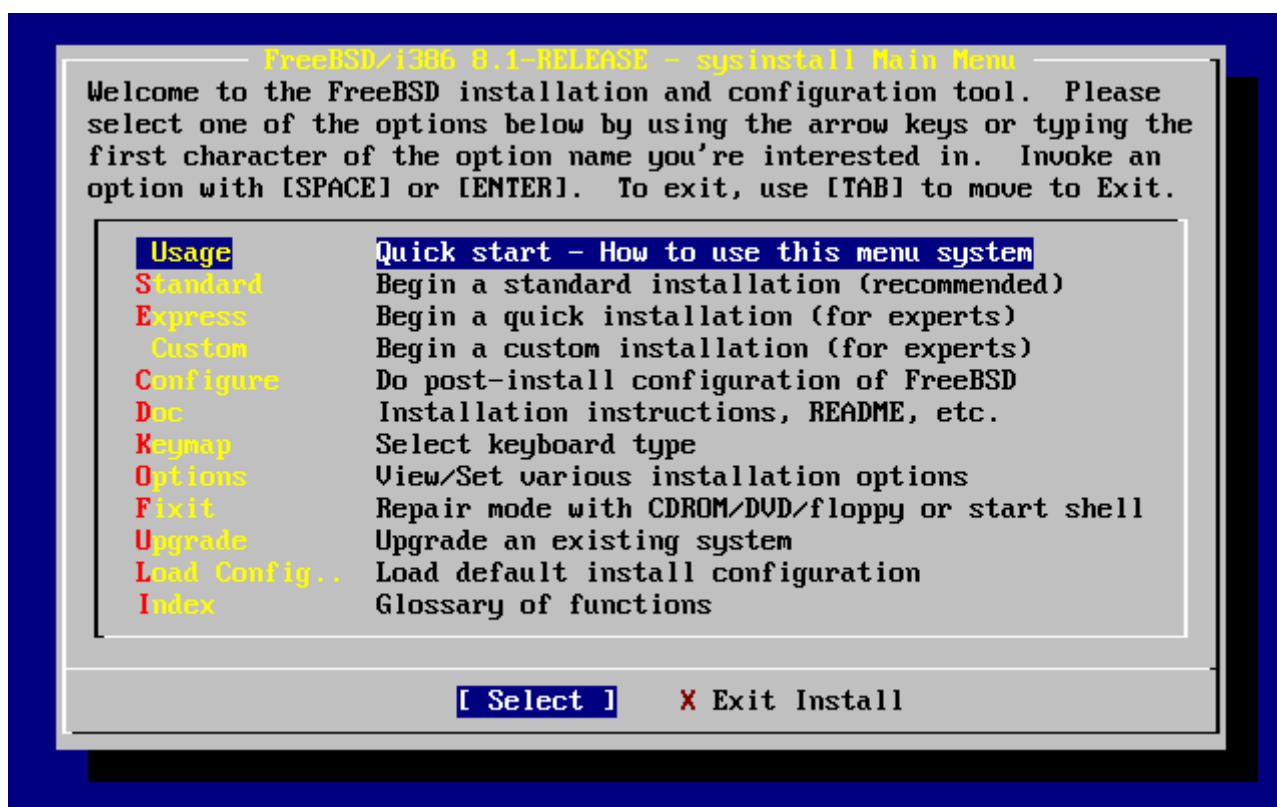 FreeBSD/i386 8.1-RELEASE - sysinstall Main Menu
Welcome to the FreeBSD installation and configuration tool.  Please
select one of the options below by using the arrow keys or typing the
first character of the option name you're interested in.  Invoke an
option with [SPACE] or [ENTER].  To exit, use [TAB] to move to Exit.
Usage Quick start - How to use this menu system
Standard Begin a standard installation (recommended)
Express Begin a quick installation (for experts)
Custom Begin a custom installation (for experts)
Configure Do post-install configuration of FreeBSD
Doc Installation instructions, README, etc.
Keymap Select keyboard type
Options View/Set various installation options
Fixit Repair mode with CDROM/DVD/floppy or start shell
Upgrade Upgrade an existing system
Load Config.. Load default install configuration
Index Glossary of functions
[ Select ] X Exit Install